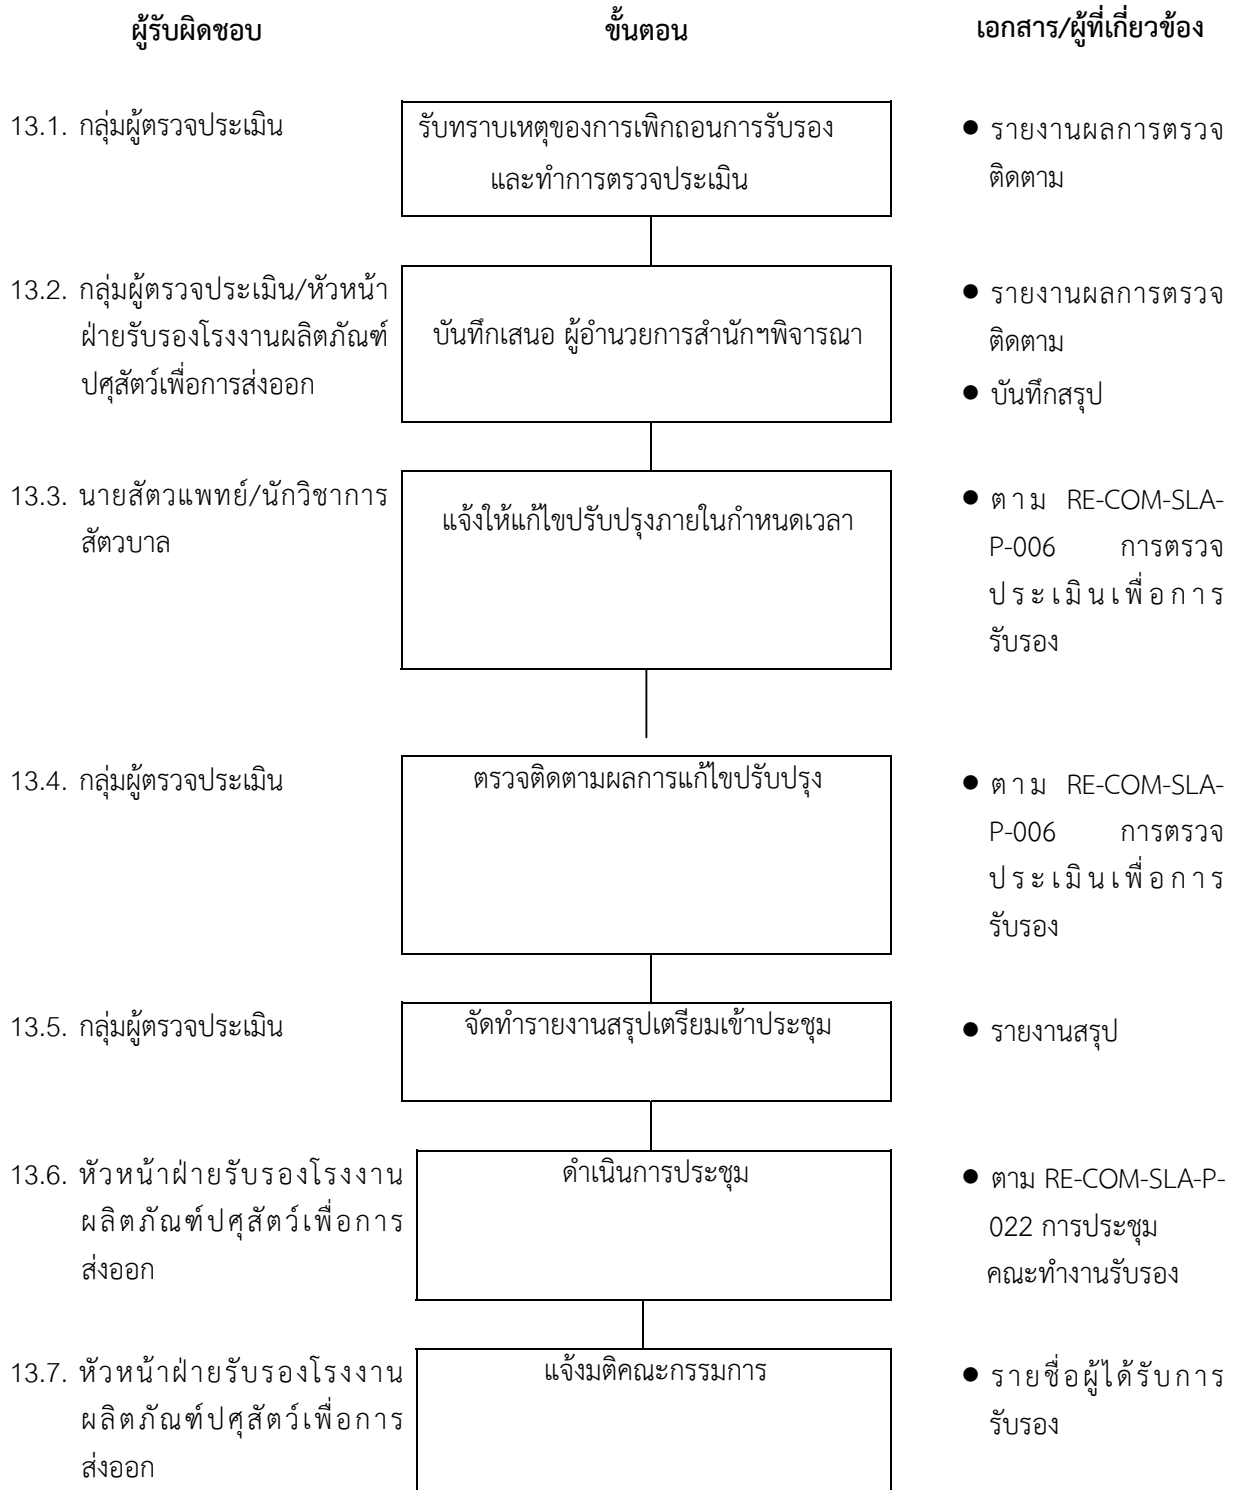 ผู้รับผิดชอบ ขั้นตอน เอกสาร/ผู้ที่เกี่ยวข้อง
13.1. กลุ่มผู้ตรวจประเมิน
รับทราบเหตุของการเพิกถอนการรับรอง
และทำการตรวจประเมิน
● รายงานผลการตรวจ
ติดตาม
13.2. กลุ่มผู้ตรวจประเมิน/หัวหน้า
ฝ่ายรับรองโรงงานผลิตภัณฑ์
ปศุสัตว์เพื่อการส่งออก
บันทึกเสนอ ผู้อำนวยการสำนักฯพิจารณา
● รายงานผลการตรวจ
ติดตาม
● บันทึกสรุป
13.3. นายสัตวแพทย์/นักวิชาการ
สัตวบาล
แจ้งให้แก้ไขปรับปรุงภายในกำหนดเวลา
● ตาม RE-COM-SLA-
P-006 การตรวจ
ประเมินเพื่อการ
รับรอง
13.4. กลุ่มผู้ตรวจประเมิน
ตรวจติดตามผลการแก้ไขปรับปรุง
● ตาม RE-COM-SLA-
P-006 การตรวจ
ประเมินเพื่อการ
รับรอง
13.5. กลุ่มผู้ตรวจประเมิน
จัดทำรายงานสรุปเตรียมเข้าประชุม
● รายงานสรุป
13.6. หัวหน้าฝ่ายรับรองโรงงาน
ผลิตภัณฑ์ปศุสัตว์เพื่อการ
ส่งออก
ดำเนินการประชุม
● ตาม RE-COM-SLA-P-
022 การประชุม
คณะทำงานรับรอง
13.7. หัวหน้าฝ่ายรับรองโรงงาน
ผลิตภัณฑ์ปศุสัตว์เพื่อการ
ส่งออก
แจ้งมติคณะกรรมการ
● รายชื่อผู้ได้รับการ
รับรอง